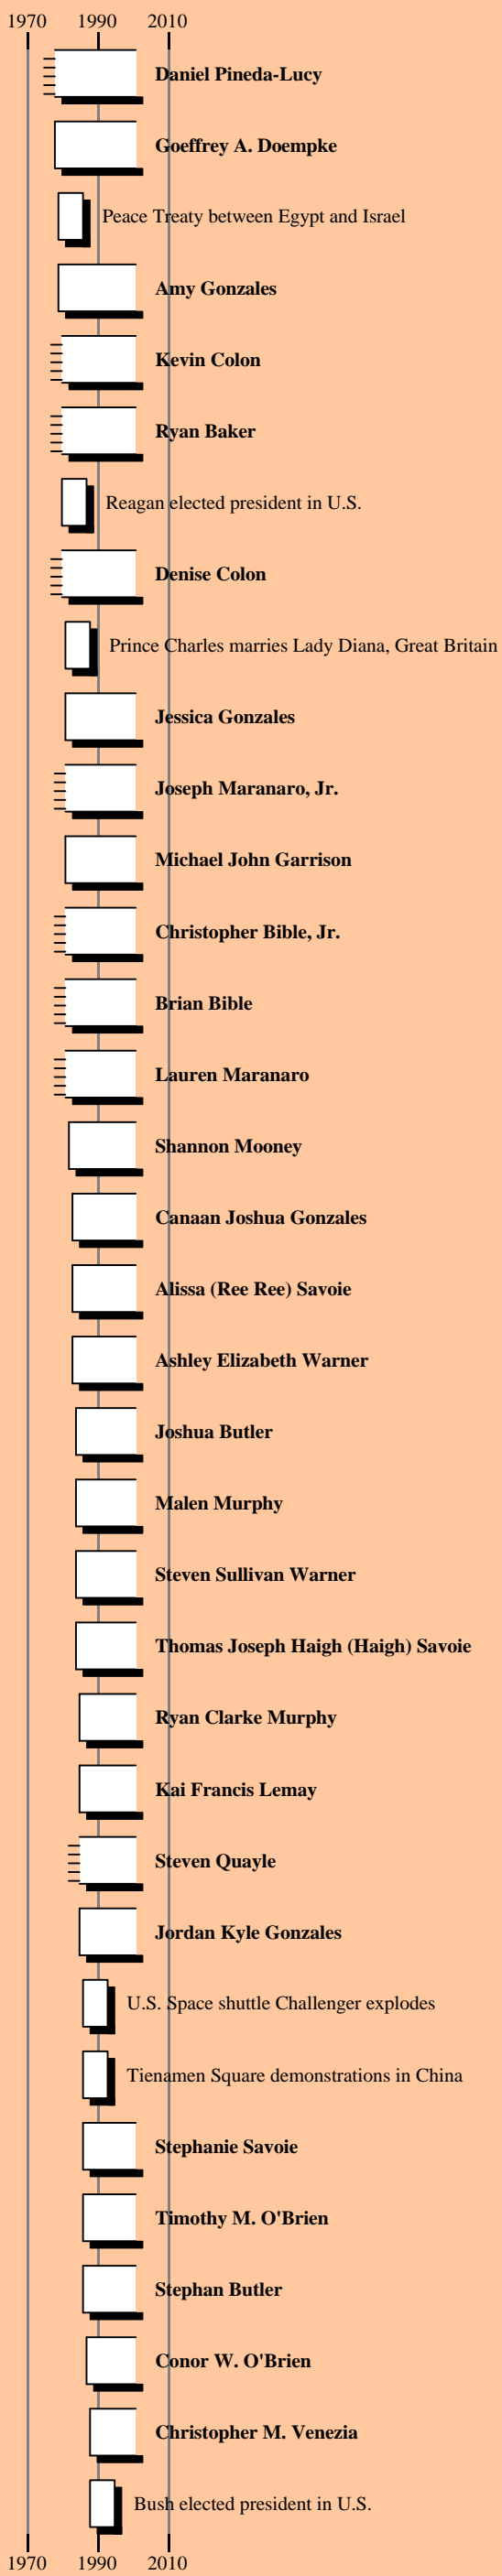 1970 1990 2010
Daniel Pineda-Lucy
Goeffrey A. Doempke
Peace Treaty between Egypt and Israel
Amy Gonzales
Kevin Colon
Ryan Baker
Reagan elected president in U.S.
Denise Colon
Prince Charles marries Lady Diana, Great Britain
Jessica Gonzales
Joseph Maranaro, Jr.
Michael John Garrison
Christopher Bible, Jr.
Brian Bible
Lauren Maranaro
Shannon Mooney
Canaan Joshua Gonzales
Alissa (Ree Ree) Savoie
Ashley Elizabeth Warner
Joshua Butler
Malen Murphy
Steven Sullivan Warner
Thomas Joseph Haigh (Haigh) Savoie
Ryan Clarke Murphy
Kai Francis Lemay
Steven Quayle
Jordan Kyle Gonzales
U.S. Space shuttle Challenger explodes
Tienamen Square demonstrations in China
Stephanie Savoie
Timothy M. O'Brien
Stephan Butler
Conor W. O'Brien
Christopher M. Venezia
Bush elected president in U.S.
1970 1990 2010